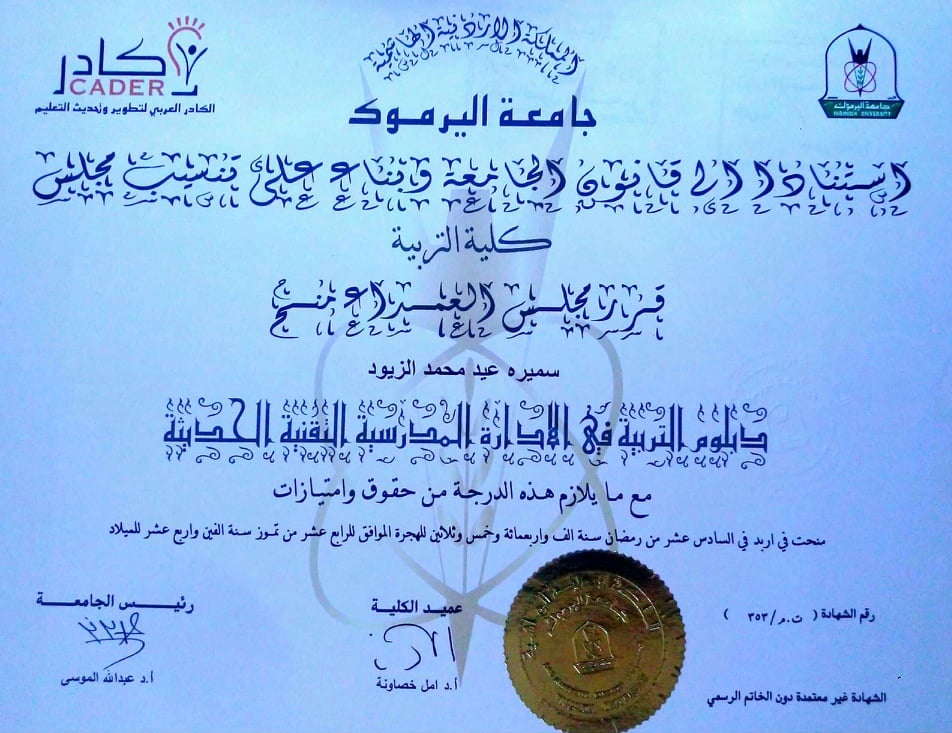 المملكة الأردنية الهاشمية
كادر
CADER
الكادر العربي لتطوير وتحديث التعليم
جامعة اليرموك
YARMOUK UNIVERSITY
جامعة اليرموك
استنادا الى قانون الجامعة وبناء على تنسيب مجلس
كلية التربية
قرر مجلس العمداء منح
سميره عيد محمد الزيود
دبلوم التربية في الادارة المدرسية التقنية الحديثة
مع ما يلازم هذه الدرجة من حقوق وامتيازات
منحت في اربد في السادس عشر من رمضان سنة الف واربعمائة وخمس وثلاثين للهجرة الموافق للرابع عشر من تموز سنة الفين واربع عشر للميلاد
رقم الشهادة ( ت.م/٣٥٣ )
عميد الكلية
رئيس الجامعة
أ.د امل خصاونة
أ.د عبدالله الموسى
الشهادة غير معتمدة دون الخاتم الرسمي